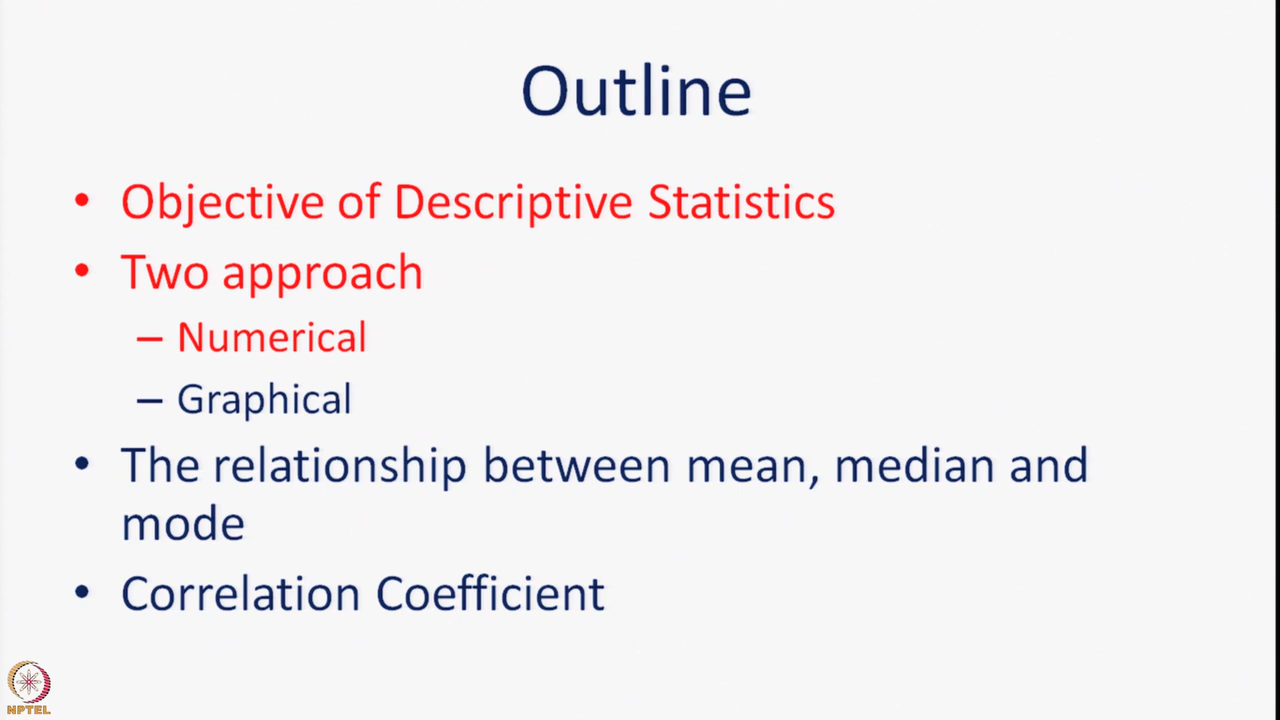 Outline
• Objective of Descriptive Statistics
• Two approach
– Numerical
– Graphical
• The relationship between mean, median and
mode
• Correlation Coefficient
NPTEL